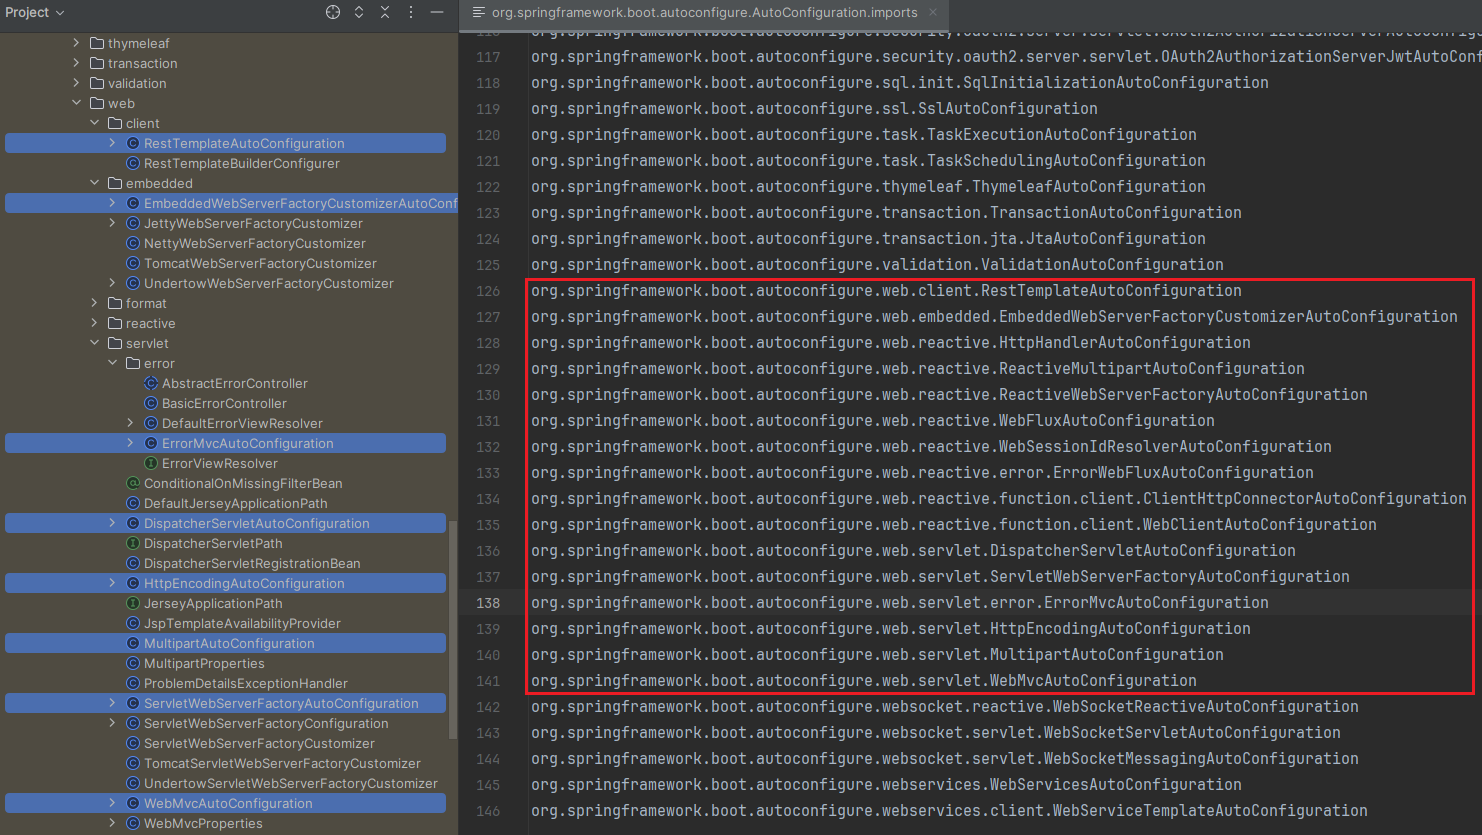 Project
thymeleaf
transaction
validation
web
client
RestTemplateAutoConfiguration
RestTemplateBuilderConfigurer
embedded
EmbeddedWebServerFactoryCustomizerAutoConf
JettyWebServerFactoryCustomizer
NettyWebServerFactoryCustomizer
TomcatWebServerFactoryCustomizer
UndertowWebServerFactoryCustomizer
format
reactive
servlet
error
AbstractErrorController
BasicErrorController
DefaultErrorViewResolver
ErrorMvcAutoConfiguration
ErrorViewResolver
ConditionalOnMissingFilterBean
DefaultJerseyApplicationPath
DispatcherServletAutoConfiguration
DispatcherServletPath
DispatcherServletRegistrationBean
HttpEncodingAutoConfiguration
JerseyApplicationPath
JspTemplateAvailabilityProvider
MultipartAutoConfiguration
MultipartProperties
ProblemDetailsExceptionHandler
ServletWebServerFactoryAutoConfiguration
ServletWebServerFactoryConfiguration
ServletWebServerFactoryCustomizer
TomcatServletWebServerFactoryCustomizer
UndertowServletWebServerFactoryCustomizer
WebMvcAutoConfiguration
WebMvcProperties
org.springframework.boot.autoconfigure.AutoConfiguration.imports
116 org.springframework.boot.autoconfigure.security.oauth2.server.servlet.OAuth2AuthorizationServerAutoConfigu
117 org.springframework.boot.autoconfigure.security.oauth2.server.servlet.OAuth2AuthorizationServerJwtAutoConf
118 org.springframework.boot.autoconfigure.sql.init.SqlInitializationAutoConfiguration
119 org.springframework.boot.autoconfigure.ssl.SslAutoConfiguration
120 org.springframework.boot.autoconfigure.task.TaskExecutionAutoConfiguration
121 org.springframework.boot.autoconfigure.task.TaskSchedulingAutoConfiguration
122 org.springframework.boot.autoconfigure.thymeleaf.ThymeleafAutoConfiguration
123 org.springframework.boot.autoconfigure.transaction.TransactionAutoConfiguration
124 org.springframework.boot.autoconfigure.transaction.jta.JtaAutoConfiguration
125 org.springframework.boot.autoconfigure.validation.ValidationAutoConfiguration
126 org.springframework.boot.autoconfigure.web.client.RestTemplateAutoConfiguration
127 org.springframework.boot.autoconfigure.web.embedded.EmbeddedWebServerFactoryCustomizerAutoConfiguration
128 org.springframework.boot.autoconfigure.web.reactive.HttpHandlerAutoConfiguration
129 org.springframework.boot.autoconfigure.web.reactive.ReactiveMultipartAutoConfiguration
130 org.springframework.boot.autoconfigure.web.reactive.ReactiveWebServerFactoryAutoConfiguration
131 org.springframework.boot.autoconfigure.web.reactive.WebFluxAutoConfiguration
132 org.springframework.boot.autoconfigure.web.reactive.WebSessionIdResolverAutoConfiguration
133 org.springframework.boot.autoconfigure.web.reactive.error.ErrorWebFluxAutoConfiguration
134 org.springframework.boot.autoconfigure.web.reactive.function.client.ClientHttpConnectorAutoConfiguration
135 org.springframework.boot.autoconfigure.web.reactive.function.client.WebClientAutoConfiguration
136 org.springframework.boot.autoconfigure.web.servlet.DispatcherServletAutoConfiguration
137 org.springframework.boot.autoconfigure.web.servlet.ServletWebServerFactoryAutoConfiguration
138 org.springframework.boot.autoconfigure.web.servlet.error.ErrorMvcAutoConfiguration
139 org.springframework.boot.autoconfigure.web.servlet.HttpEncodingAutoConfiguration
140 org.springframework.boot.autoconfigure.web.servlet.MultipartAutoConfiguration
141 org.springframework.boot.autoconfigure.web.servlet.WebMvcAutoConfiguration
142 org.springframework.boot.autoconfigure.websocket.reactive.WebSocketReactiveAutoConfiguration
143 org.springframework.boot.autoconfigure.websocket.servlet.WebSocketServletAutoConfiguration
144 org.springframework.boot.autoconfigure.websocket.servlet.WebSocketMessagingAutoConfiguration
145 org.springframework.boot.autoconfigure.webservices.WebServicesAutoConfiguration
146 org.springframework.boot.autoconfigure.webservices.client.WebServiceTemplateAutoConfiguration